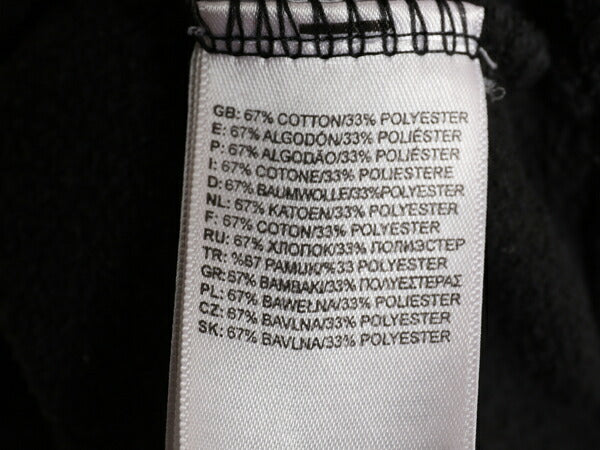 GB: 67% COTTON/33% POLYESTER
E: 67% ALGODÓN/33% POLIÉSTER
P: 67% ALGODÃO/33% POLIÉSTER
I: 67% COTONE/33% POLIESTERE
D: 67% BAUMWOLLE/33%POLYESTER
NL: 67% KATOEN/33% POLYESTER
F: 67% COTON/33% POLYESTER
RU: 67% ХЛОПОК/33% ПОЛИЭСТЕР
TR: %67 PAMUK/%33 POLYESTER
GR:67% BAMBAKI/33% ΠΟΛΥΕΣΤΕΡΑΣ
PL: 67% BAWEŁNA/33% POLYESTER
CZ: 67% BAVLNA/33% POLYESTER
SK: 67% BAVLNA/33% POLYESTER